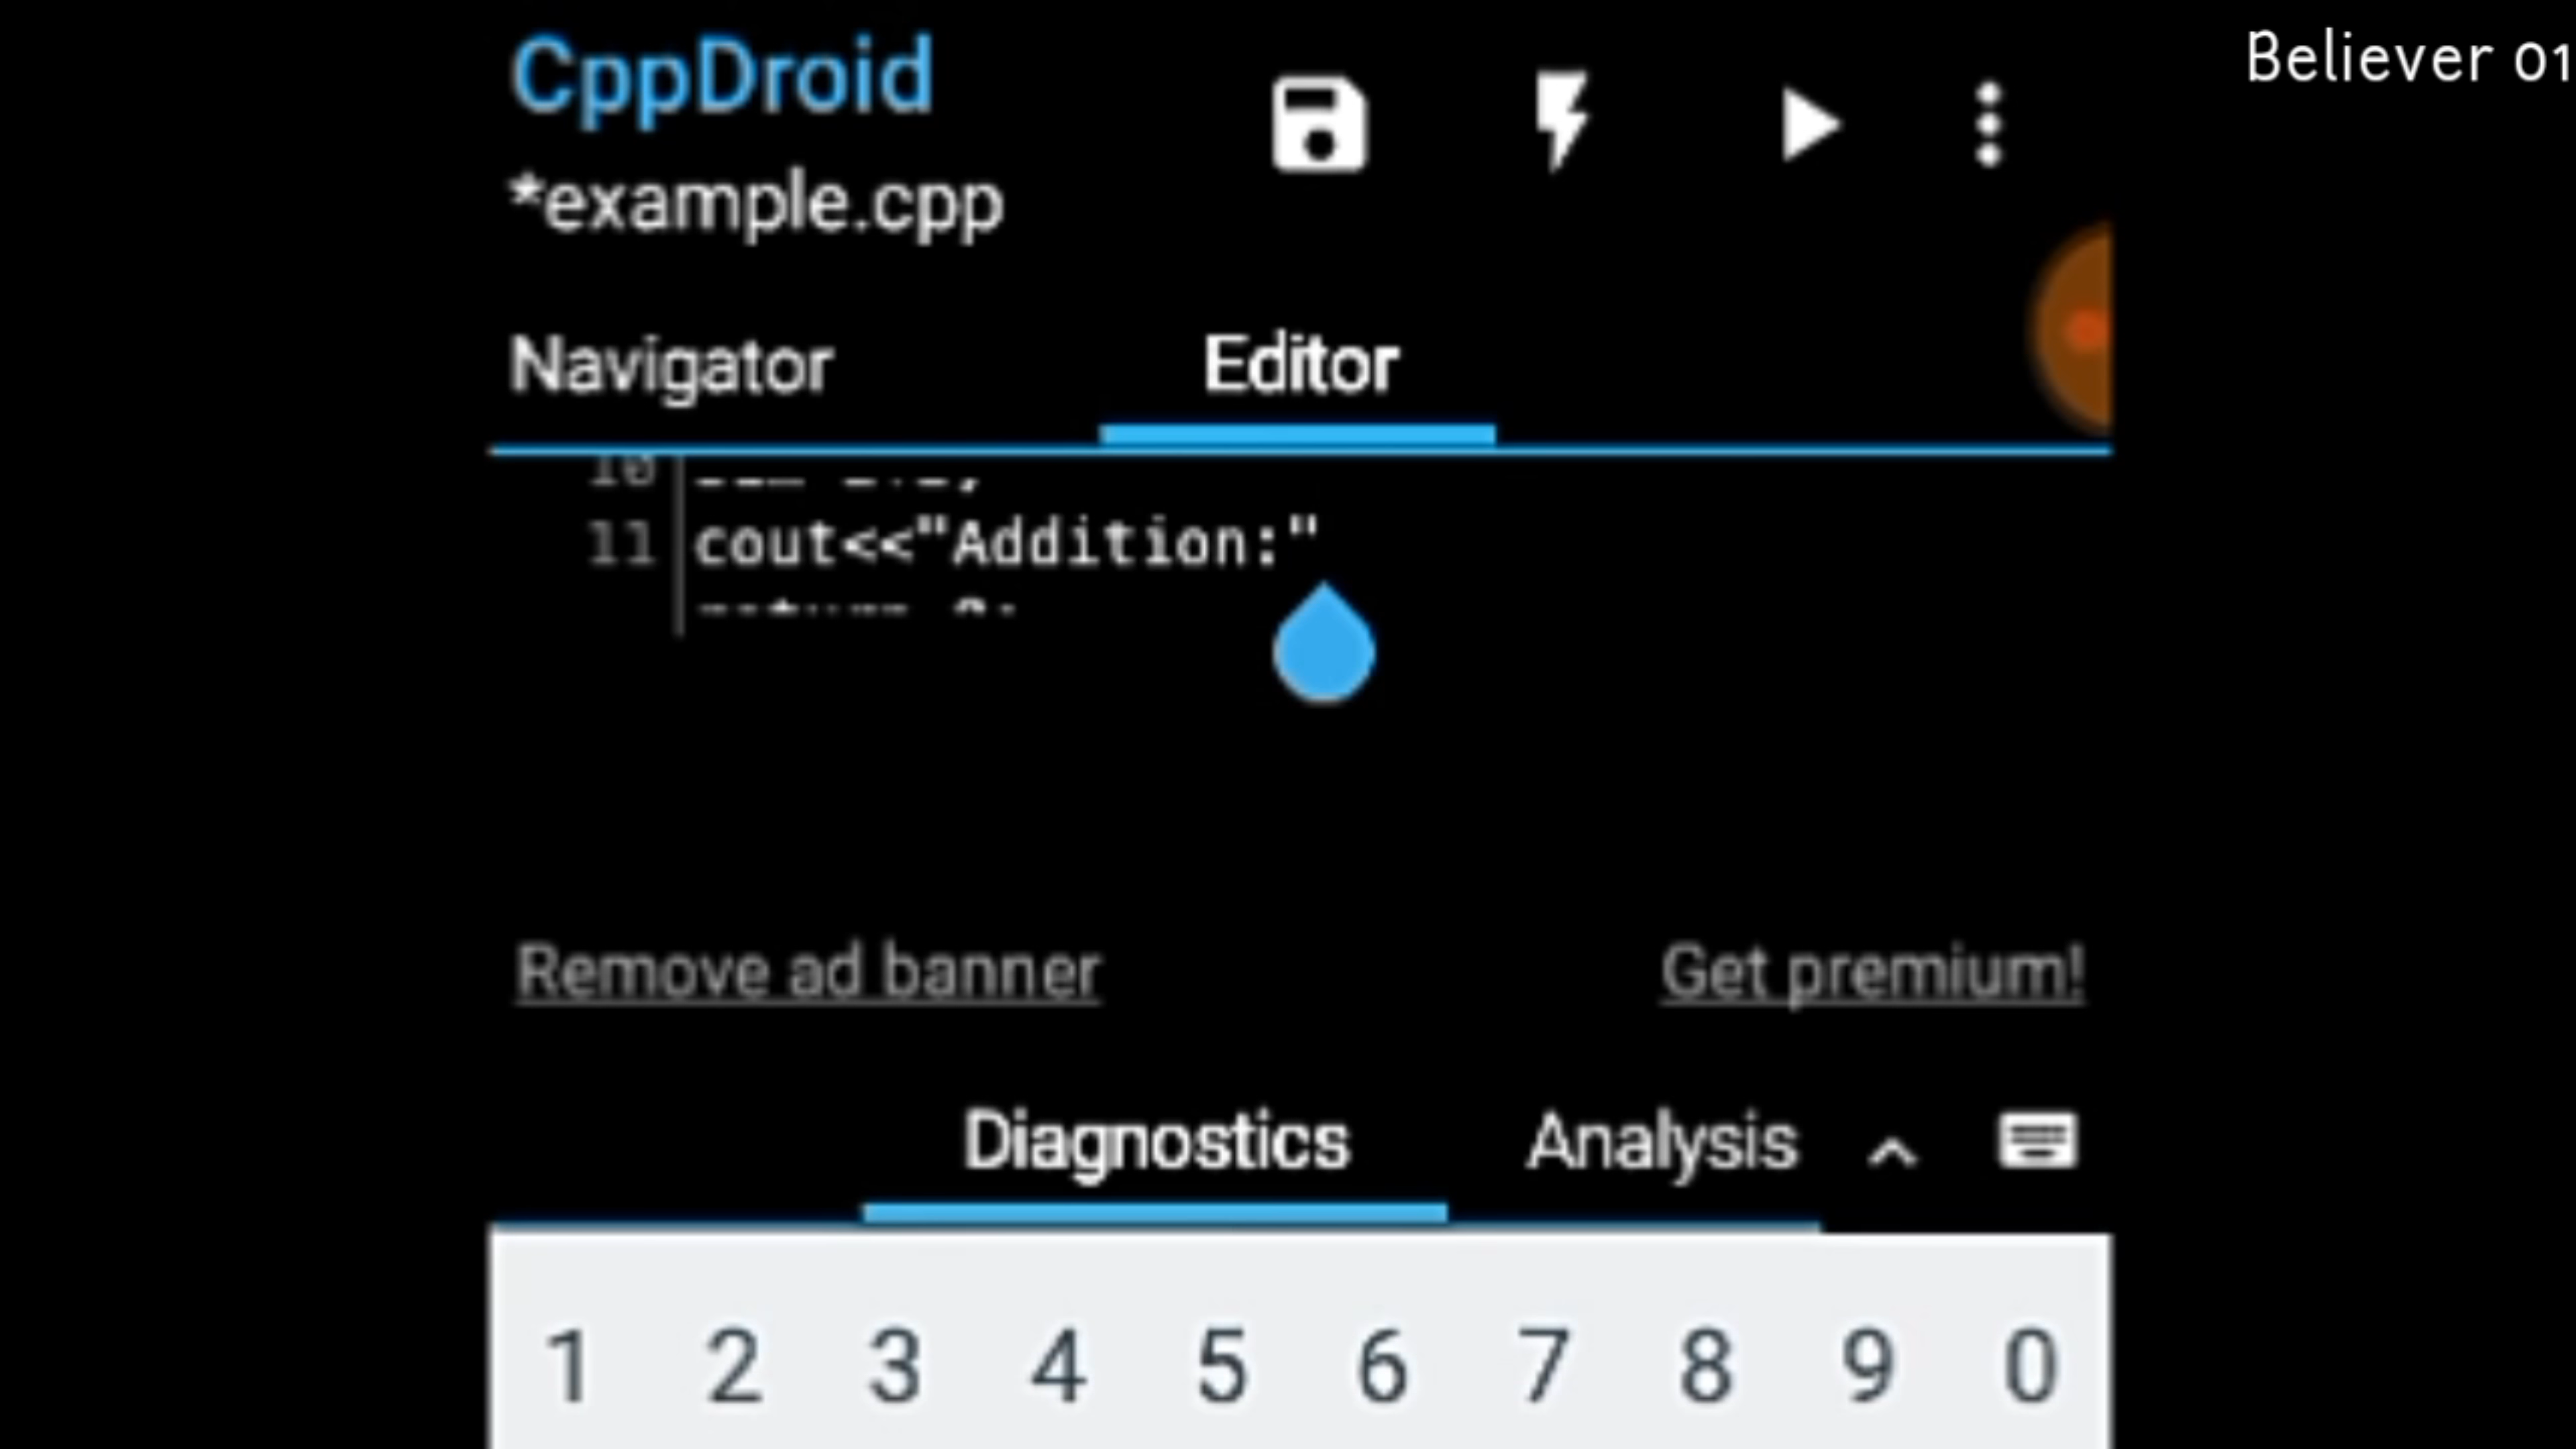 CppDroid
Believer 01
*example.cpp
Navigator Editor
10
11 cout<<"Addition:"
Remove ad banner Get premium!
Diagnostics Analysis
1 2 3 4 5 6 7 8 9 0